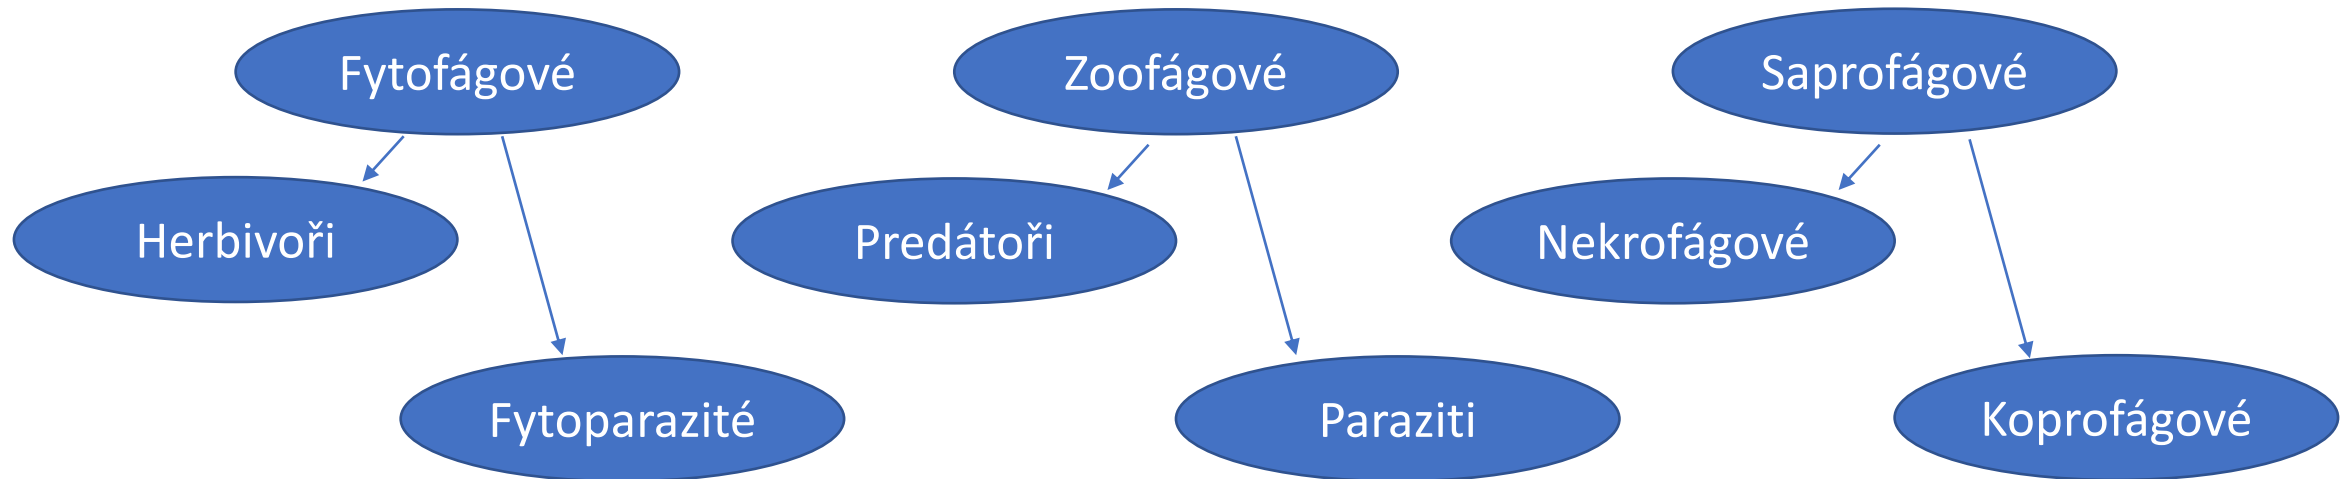 Fytofágové
Zoofágové
Saprofágové
Herbivoři
Predátoři
Nekrofágové
Fytoparazité
Paraziti
Koprofágové